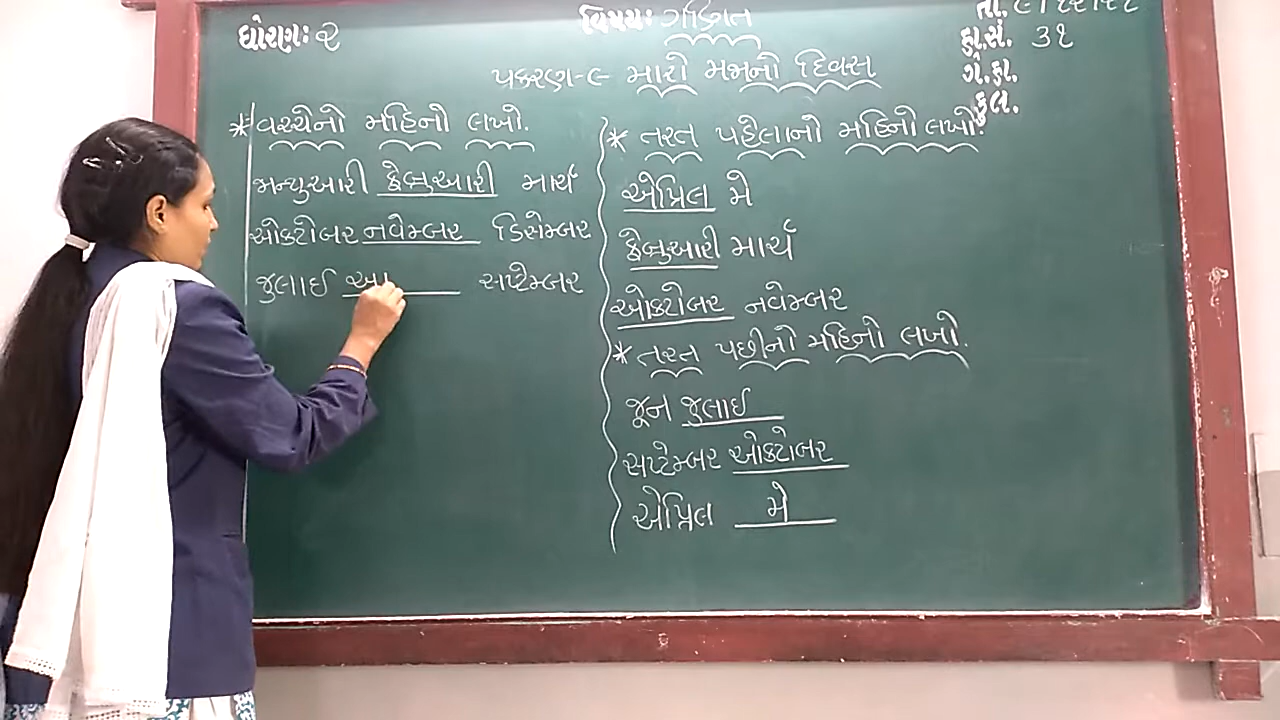 ધોરણઃ ૨
વિષયઃ ગણિત
તા.
હા.સં. ૩૧
ગે.હા.
કુલ.
પ્રકરણ-૯ મારો મજાનો દિવસ
* વચ્ચેનો મહિનો લખો.
જાન્યુઆરી ફેબ્રુઆરી માર્ચ
ઓક્ટોબર નવેમ્બર ડિસેમ્બર
જુલાઈ ઓ સપ્ટેમ્બર
* તરત પહેલાનો મહિનો લખો.
એપ્રિલ મે
ફેબ્રુઆરી માર્ચ
ઓક્ટોબર નવેમ્બર
* તરત પછીનો મહિનો લખો.
જૂન જુલાઈ
સપ્ટેમ્બર ઓક્ટોબર
એપ્રિલ મે